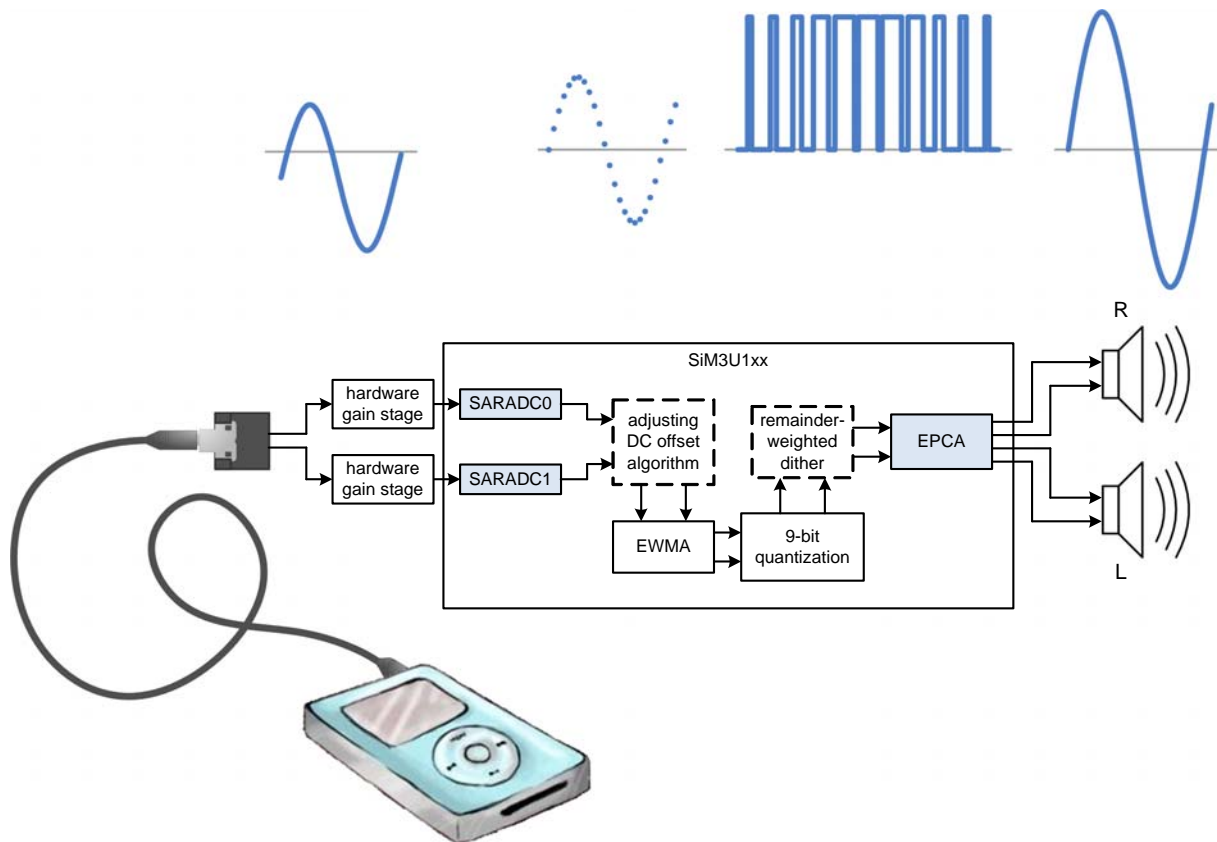 R
SiM3U1xx
hardware
gain stage
SARADC0
adjusting
DC offset
algorithm
remainder-
weighted
dither
EPCA
hardware
gain stage
SARADC1
EWMA
9-bit
quantization
L